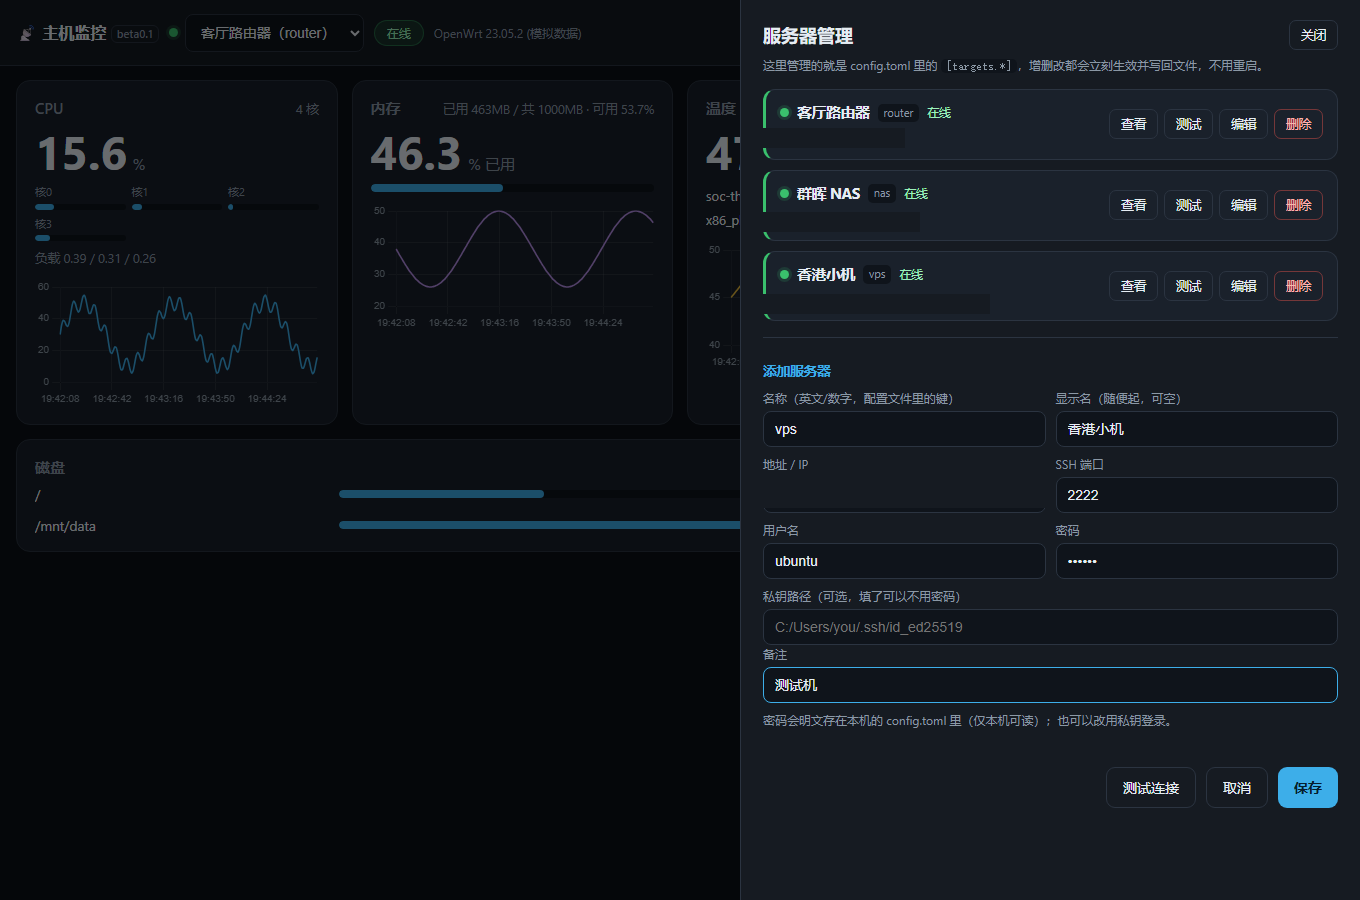 主机监控 beta0.1 客厅路由器（router） 在线 OpenWrt 23.05.2 (模拟数据)
CPU 4 核
15.6 %
核0 核1 核2
核3
负载 0.39 / 0.31 / 0.26
60
40
20
0
19:42:08 19:42:42 19:43:16 19:43:50 19:44:24
内存 已用 463MB / 共 1000MB · 可用 53.7%
46.3 % 已用
50
40
30
20
19:42:08 19:42:42 19:43:16 19:43:50 19:44:24
温度
47
soc-th
x86_p
50
45
40
19:42:
磁盘
/
/mnt/data
服务器管理 关闭
这里管理的就是 config.toml 里的 [targets.*] ，增删改都会立刻生效并写回文件，不用重启。
客厅路由器 router 在线 查看 测试 编辑 删除
群晖 NAS nas 在线 查看 测试 编辑 删除
香港小机 vps 在线 查看 测试 编辑 删除
添加服务器
名称（英文/数字，配置文件里的键） 显示名（随便起，可空）
vps 香港小机
地址 / IP SSH 端口
2222
用户名 密码
ubuntu ••••••
私钥路径（可选，填了可以不用密码）
C:/Users/you/.ssh/id_ed25519
备注
测试机
密码会明文存在本机的 config.toml 里（仅本机可读）；也可以改用私钥登录。
测试连接 取消 保存